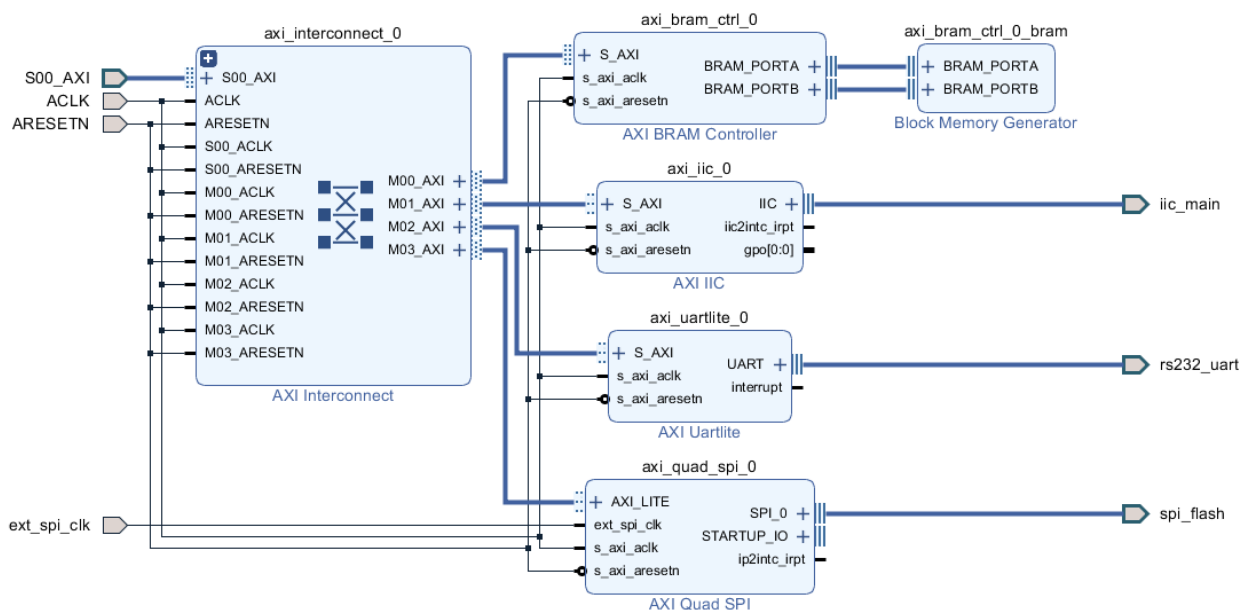 S00_AXI
ACLK
ARESETN
ext_spi_clk
axi_interconnect_0
S00_AXI
ACLK
ARESETN
S00_ACLK
S00_ARESETN
M00_ACLK
M00_ARESETN
M01_ACLK
M01_ARESETN
M02_ACLK
M02_ARESETN
M03_ACLK
M03_ARESETN
M00_AXI
M01_AXI
M02_AXI
M03_AXI
AXI Interconnect
axi_bram_ctrl_0
S_AXI
s_axi_aclk
s_axi_aresetn
BRAM_PORTA
BRAM_PORTB
AXI BRAM Controller
axi_bram_ctrl_0_bram
BRAM_PORTA
BRAM_PORTB
Block Memory Generator
axi_iic_0
S_AXI
s_axi_aclk
s_axi_aresetn
IIC
iic2intc_irpt
gpo[0:0]
AXI IIC
iic_main
axi_uartlite_0
S_AXI
s_axi_aclk
s_axi_aresetn
UART
interrupt
AXI Uartlite
rs232_uart
axi_quad_spi_0
AXI_LITE
ext_spi_clk
s_axi_aclk
s_axi_aresetn
SPI_0
STARTUP_IO
ip2intc_irpt
AXI Quad SPI
spi_flash